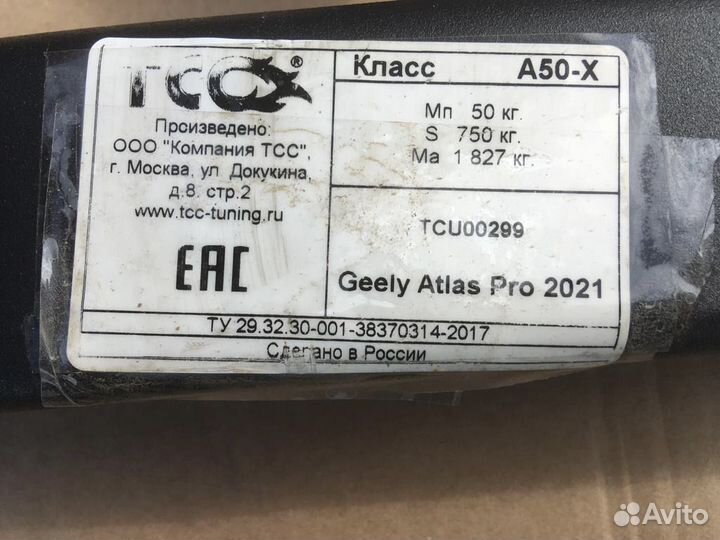 TCC®
Произведено:
ООО "Компания ТСС",
г. Москва, ул Докукина,
д.8. стр.2
www.tcc-tuning.ru
EAC
Класс A50-X
Мп 50 кг.
S 750 кг.
Ма 1 827 кг.
TCU00299
Geely Atlas Pro 2021
ТУ 29.32.30-001-38370314-2017
Сделано в России
Avito